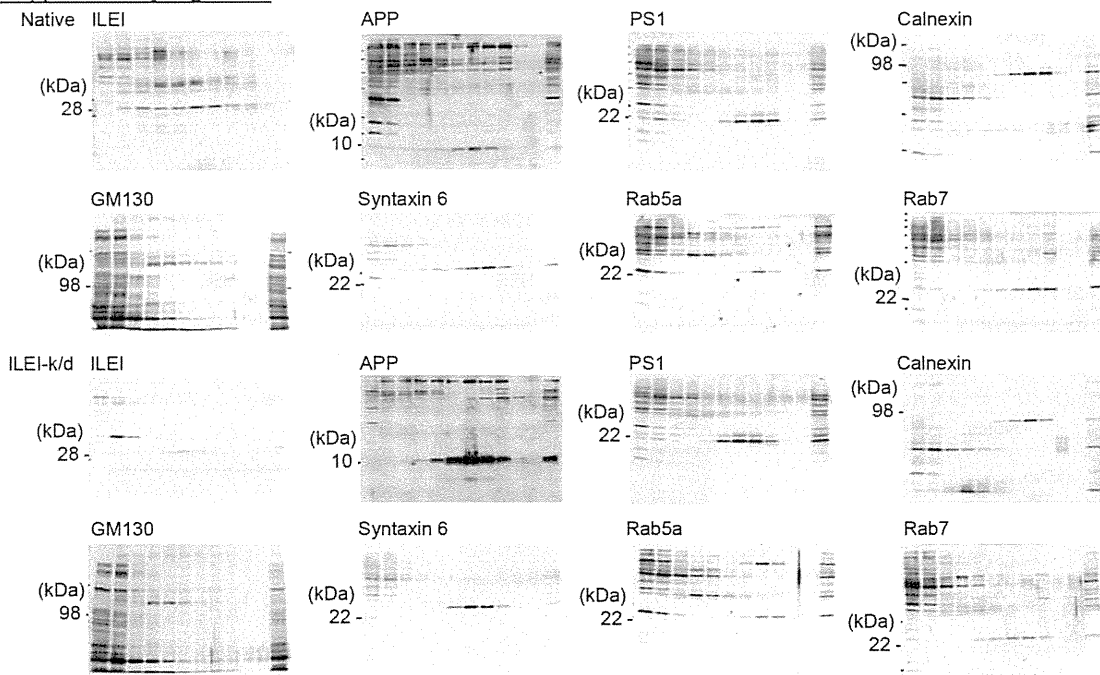 Native ILEI APP PS1 Calnexin
(kDa) 28 (kDa) 10 (kDa) 22 (kDa) 98
GM130 Syntaxin 6 Rab5a Rab7
(kDa) 98 (kDa) 22 (kDa) 22 (kDa) 22
ILEI-k/d ILEI APP PS1 Calnexin
(kDa) 28 (kDa) 10 (kDa) 22 (kDa) 98
GM130 Syntaxin 6 Rab5a Rab7
(kDa) 98 (kDa) 22 (kDa) 22 (kDa) 22